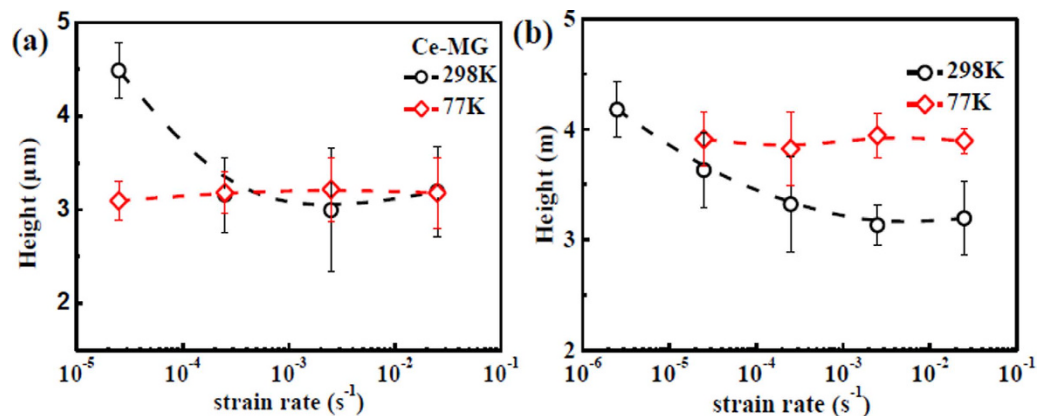 (a)
Ce-MG
298K
77K
Height (μm)
5
4
3
2
10⁻⁵
10⁻⁴
10⁻³
10⁻²
10⁻¹
strain rate (s⁻¹)
(b)
298K
77K
Height (m)
5
4
3
2
10⁻⁶
10⁻⁵
10⁻⁴
10⁻³
10⁻²
10⁻¹
strain rate (s⁻¹)